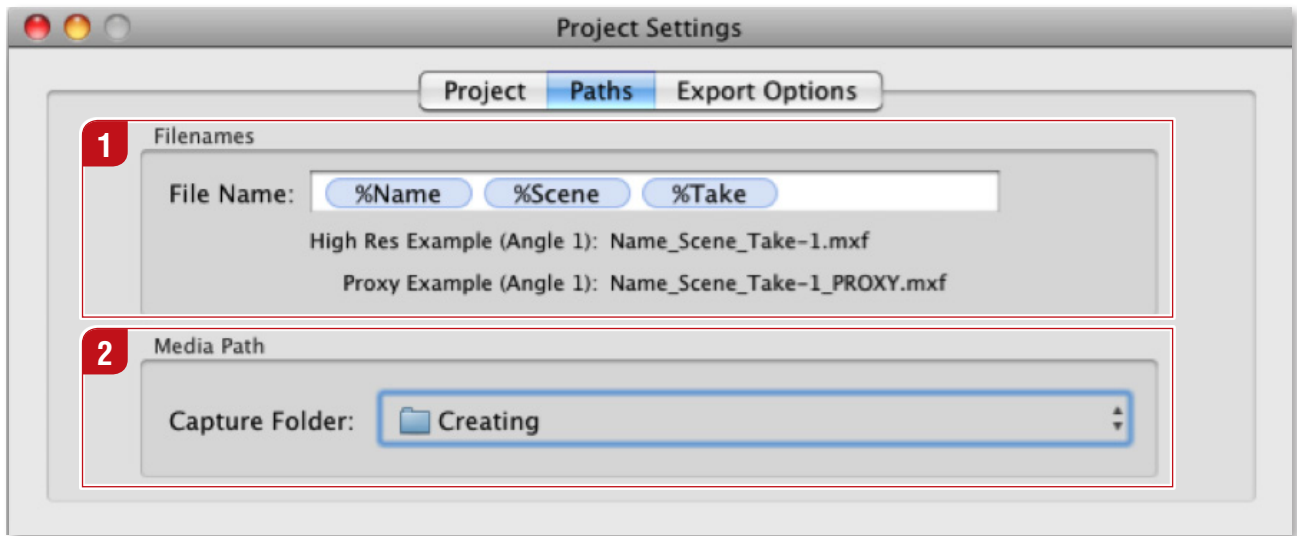 Project Settings
Project Paths Export Options
1
Filenames
File Name: %Name %Scene %Take
High Res Example (Angle 1): Name_Scene_Take-1.mxf
Proxy Example (Angle 1): Name_Scene_Take-1_PROXY.mxf
2
Media Path
Capture Folder: Creating